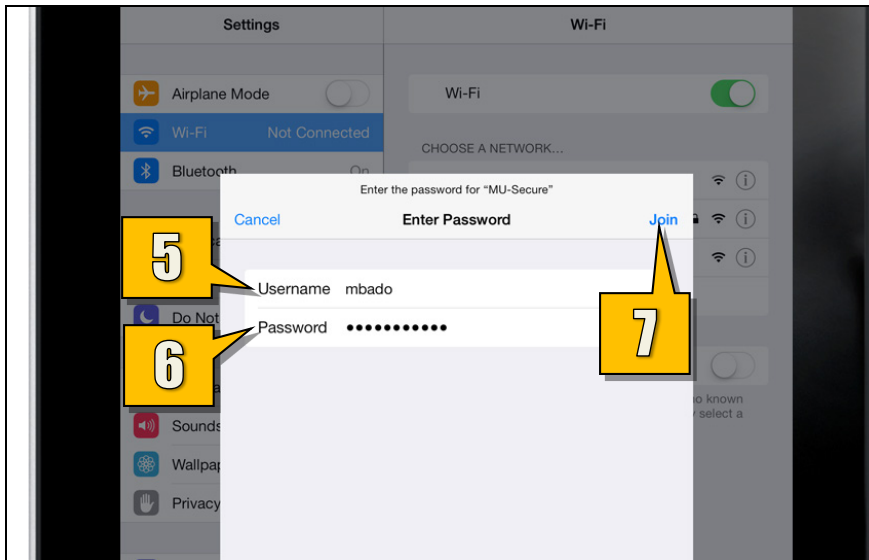 Settings
Wi-Fi
Airplane Mode
Wi-Fi
Wi-Fi Not Connected
CHOOSE A NETWORK...
Bluetooth On
Enter the password for “MU-Secure”
Cancel Enter Password Join
5
Username mbado
Do Not
Password ●●●●●●●●●●●
6
7
known
select a
Sounds
Wallpap
Privacy